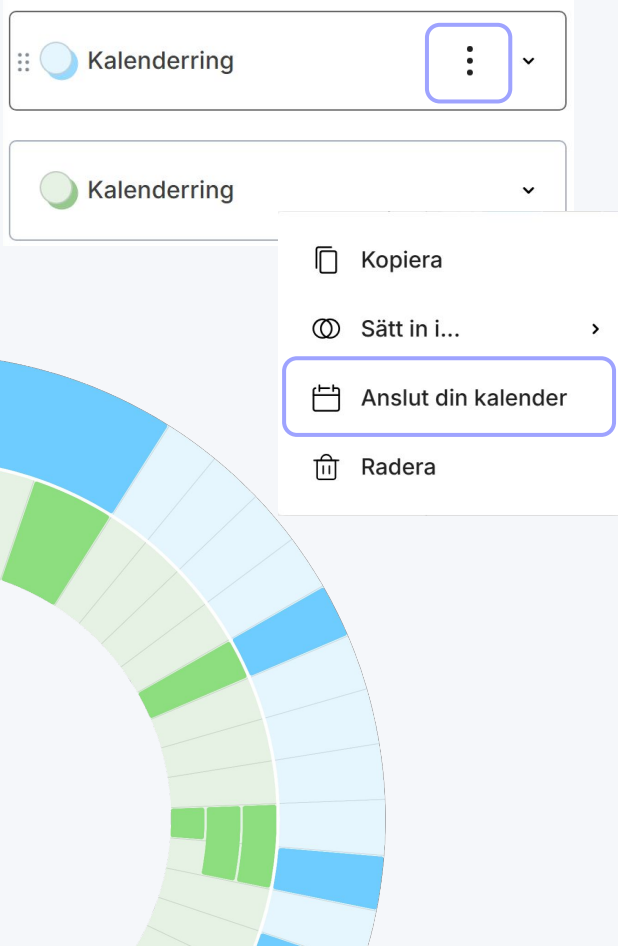 Kalenderring
Kalenderring
Kopiera
Sätt in i...
Anslut din kalender
Radera